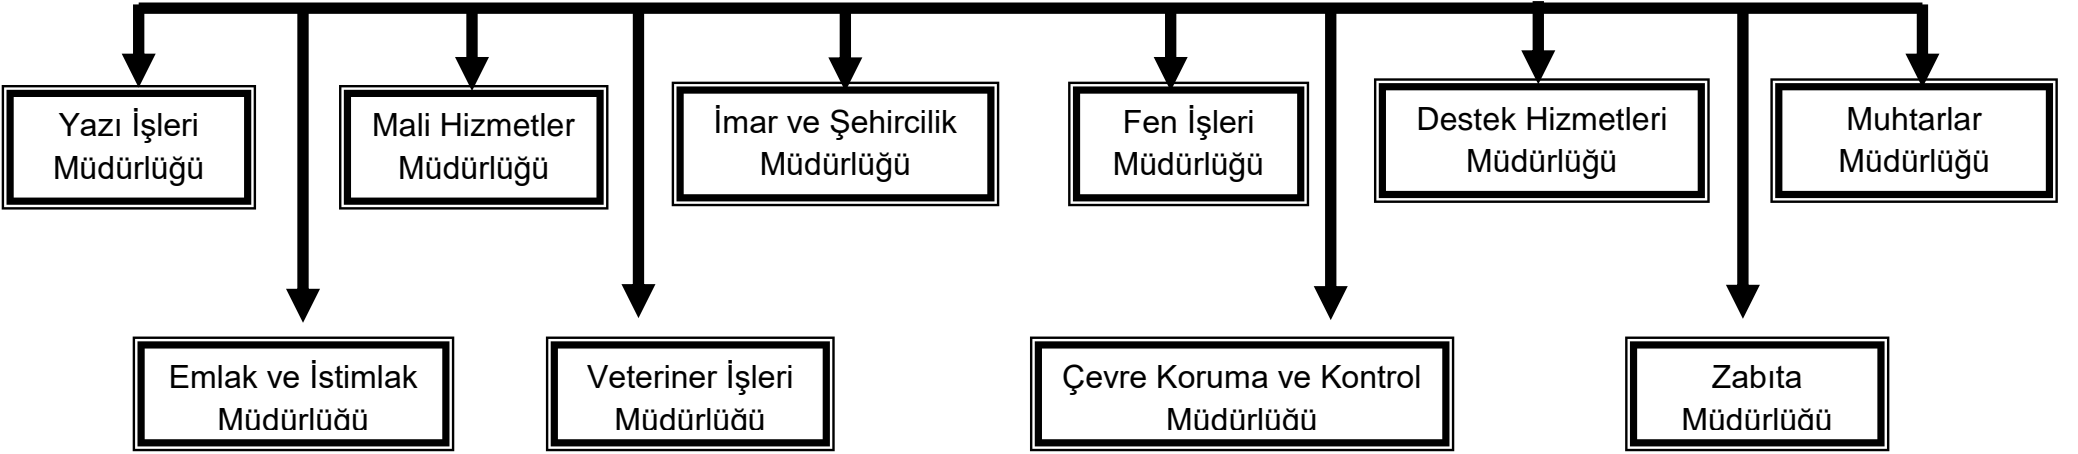 Yazı İşleri
Müdürlüğü
Mali Hizmetler
Müdürlüğü
İmar ve Şehircilik
Müdürlüğü
Fen İşleri
Müdürlüğü
Destek Hizmetleri
Müdürlüğü
Muhtarlar
Müdürlüğü
Emlak ve İstimlak
Müdürlüğü
Veteriner İşleri
Müdürlüğü
Çevre Koruma ve Kontrol
Müdürlüğü
Zabıta
Müdürlüğü